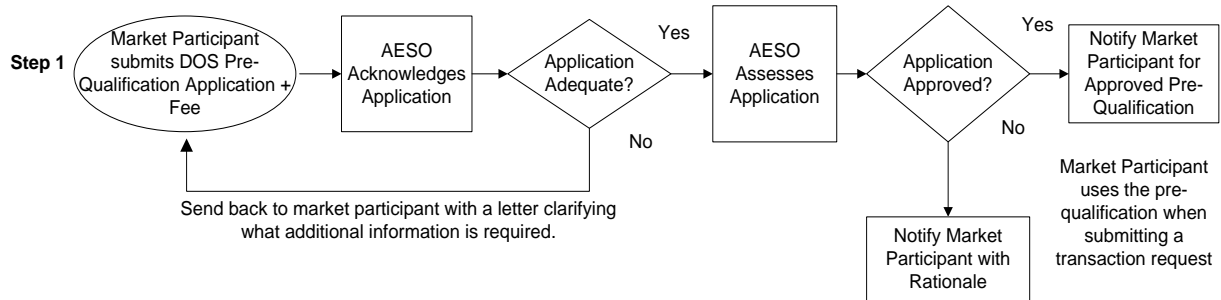 Step 1
Market Participant
submits DOS Pre-
Qualification Application +
Fee
AESO
Acknowledges
Application
Application
Adequate?
Yes
No
AESO
Assesses
Application
Application
Approved?
Yes
No
Notify Market
Participant for
Approved Pre-
Qualification
Send back to market participant with a letter clarifying
what additional information is required.
Notify Market
Participant with
Rationale
Market Participant
uses the pre-
qualification when
submitting a
transaction request